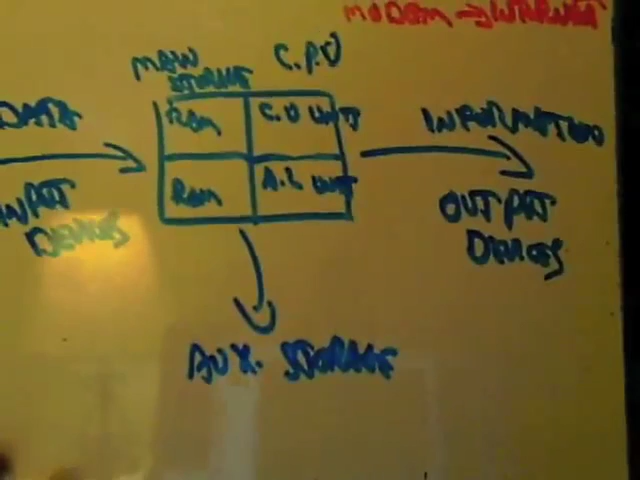 MODEM → INTERNET
MAIN
STORAGE
C.P.U
DATA
RAM
C.U UNIT
INFORMATION
INPUT
DEVICES
ROM
A.L UNIT
OUTPUT
DEVICES
AUX. STORAGE